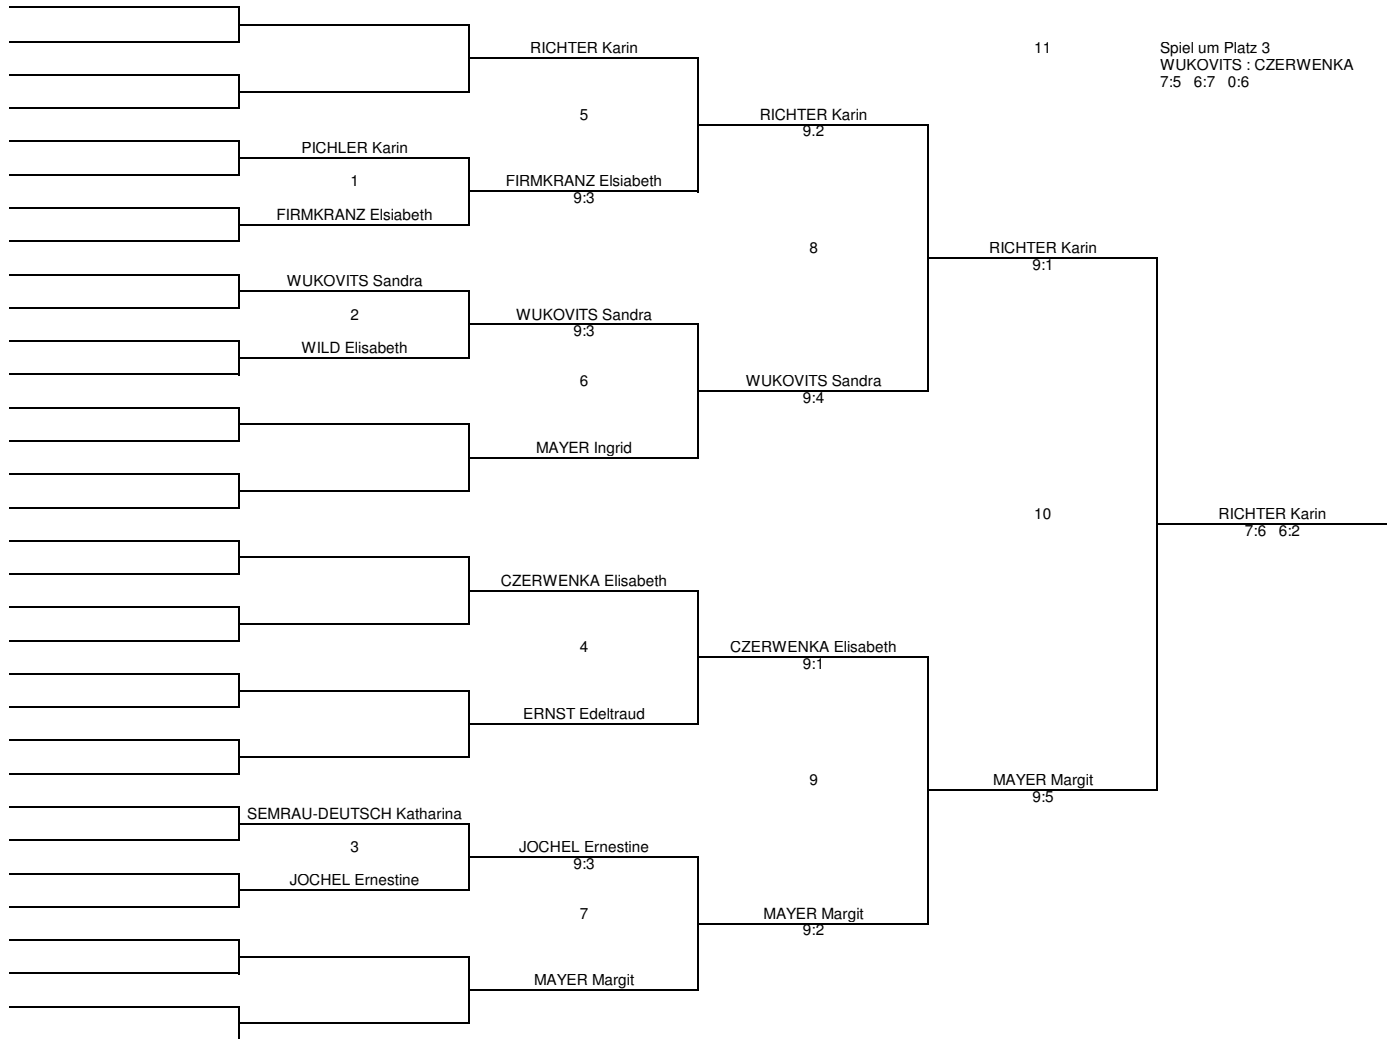 RICHTER Karin
11
Spiel um Platz 3
WUKOVITS : CZERWENKA
7:5 6:7 0:6
5
RICHTER Karin
9.2
PICHLER Karin
1
FIRMKRANZ Elsiabeth
9:3
FIRMKRANZ Elsiabeth
8
RICHTER Karin
9:1
WUKOVITS Sandra
2
WUKOVITS Sandra
9:3
WILD Elisabeth
6
WUKOVITS Sandra
9:4
MAYER Ingrid
10
RICHTER Karin
7:6 6:2
CZERWENKA Elisabeth
4
CZERWENKA Elisabeth
9:1
ERNST Edeltraud
9
MAYER Margit
9:5
SEMRAU-DEUTSCH Katharina
3
JOCHEL Ernestine
9:3
JOCHEL Ernestine
7
MAYER Margit
9:2
MAYER Margit